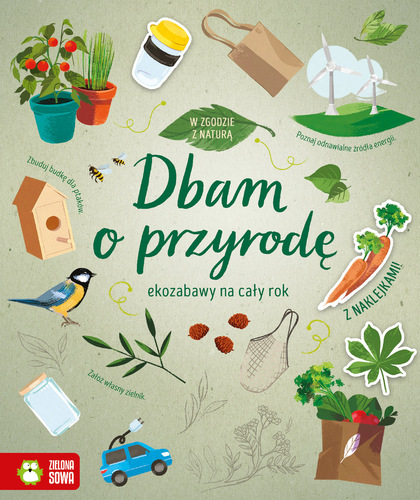 W ZGODZIE
Z NATURĄ
Poznaj odnawialne źródła energii.
Zbuduj budkę dla ptaków.
Dbam
o przyrodę
ekozabawy na cały rok
Z NAKLEJKAMI!
Załóż własny zielnik.
ZIELONA
SOWA